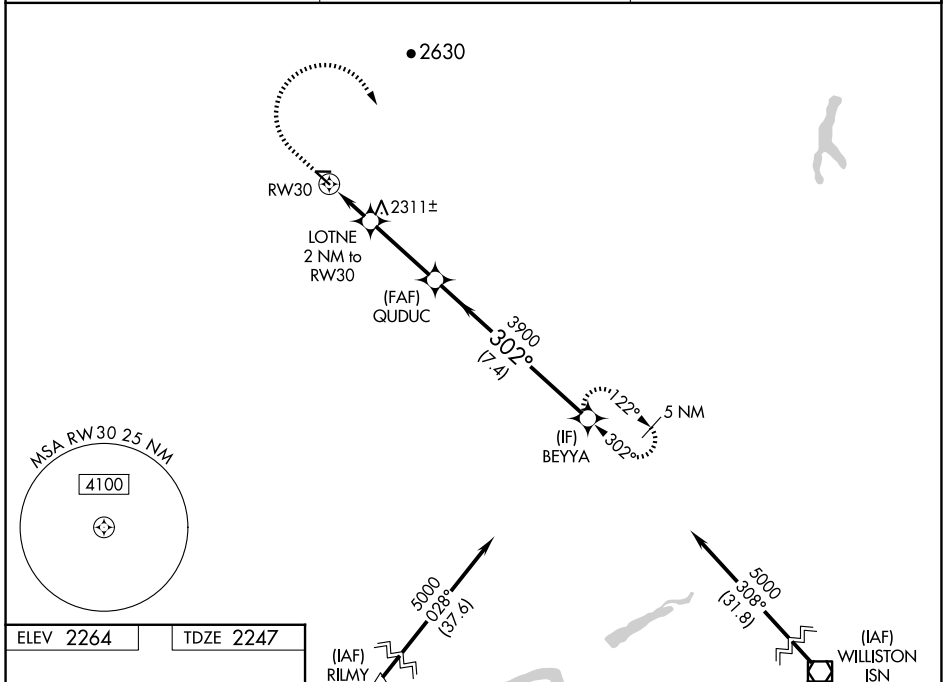 2630
RW30
2311±
LOTNE
2 NM to
RW30
(FAF)
QUDUC
3900
302°
(7.4)
122°
5 NM
302°
(IF)
BEYYA
MSA RW30 25 NM
4100
5000
028°
(37.6)
5000
308°
(31.8)
ELEV 2264
TDZE 2247
(IAF)
RILMY
(IAF)
WILLISTON
ISN